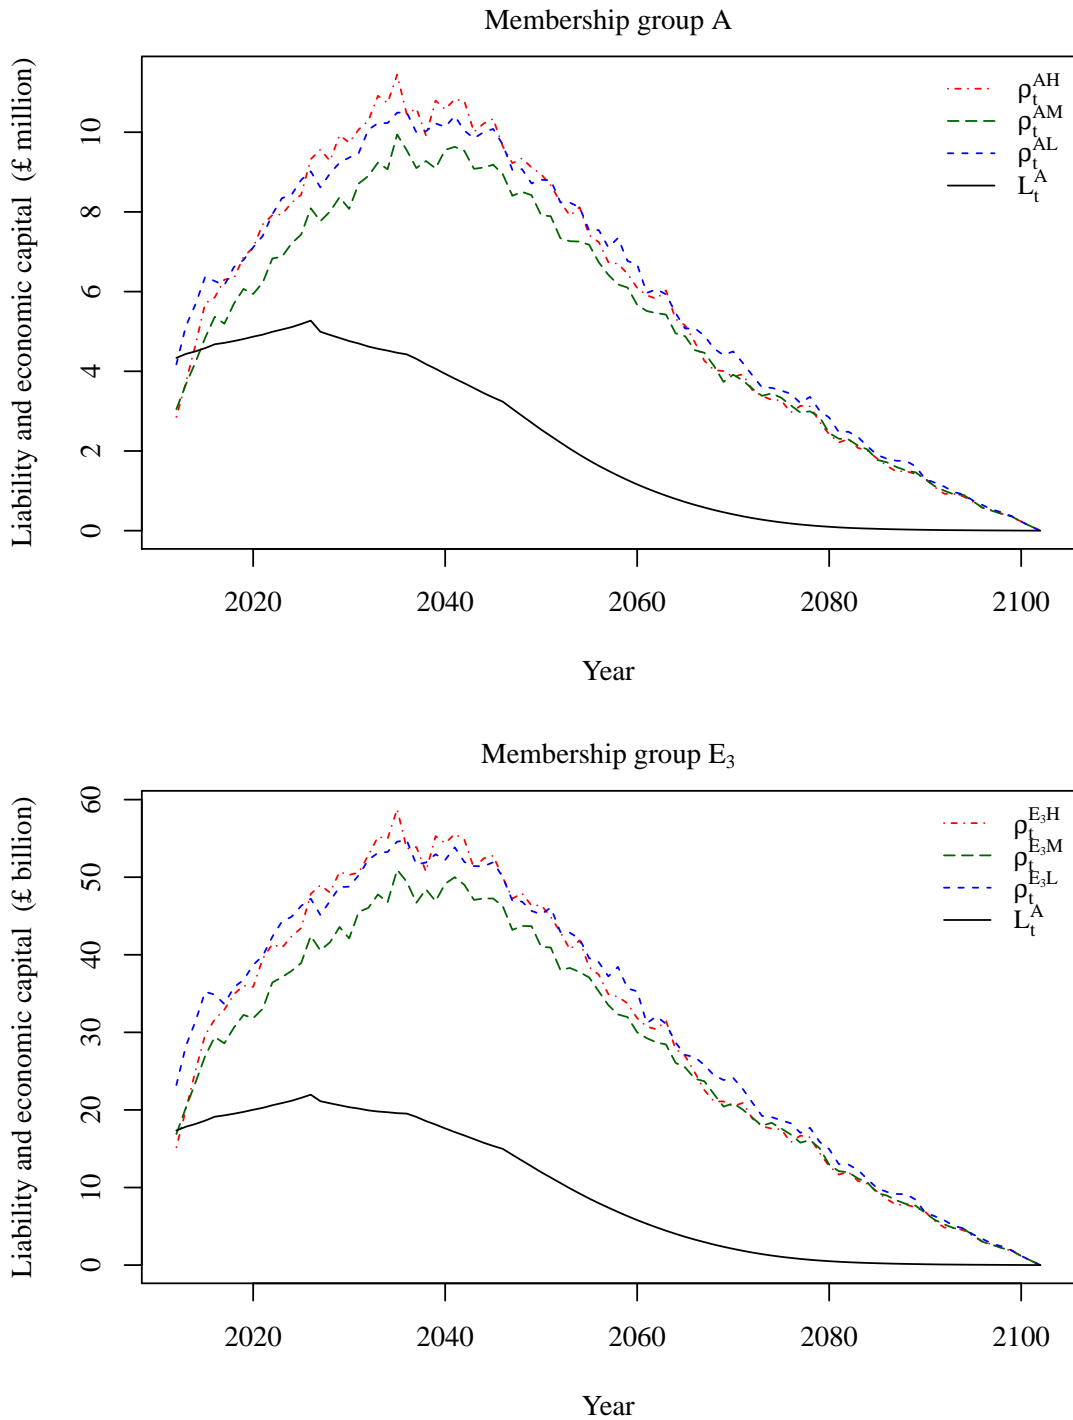 Membership group A
Liability and economic capital (£ million)
0 2 4 6 8 10
ρ_t^AH
ρ_t^AM
ρ_t^AL
L_t^A
2020 2040 2060 2080 2100
Year
Membership group E₃
Liability and economic capital (£ billion)
0 10 20 30 40 50 60
ρ_t^E₃H
ρ_t^E₃M
ρ_t^E₃L
L_t^A
2020 2040 2060 2080 2100
Year